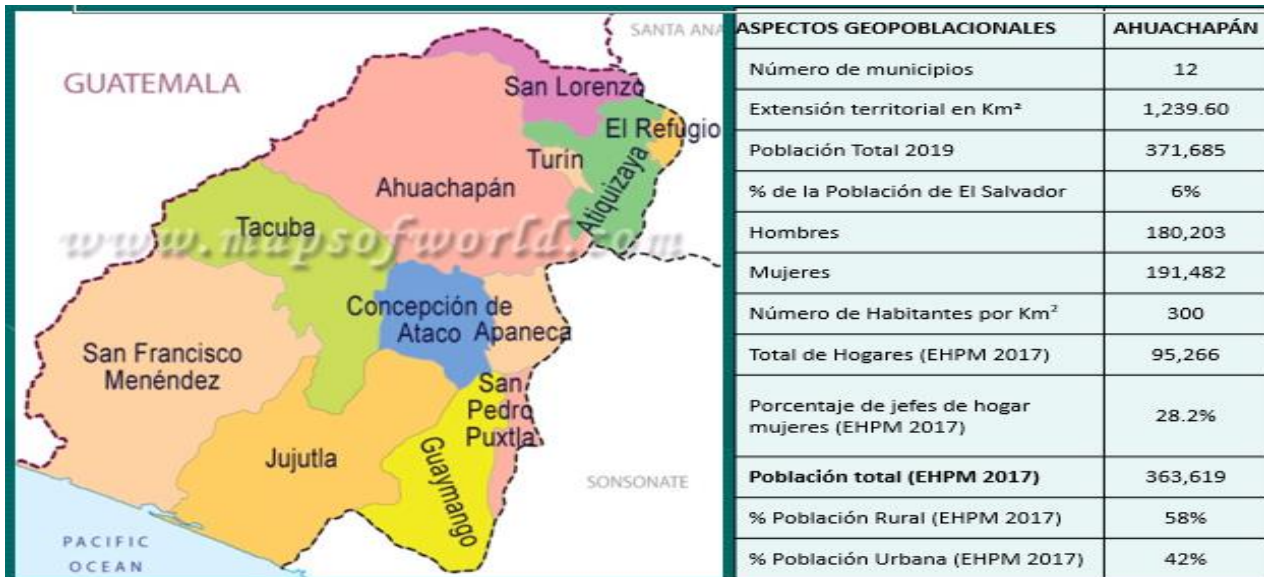 SANTA ANA
GUATEMALA
San Lorenzo
El Refugio
Turín
Atiquizaya
Ahuachapán
Tacuba
www.mapsofworld.com
Concepción de
Ataco
Apaneca
San Francisco
Menéndez
San
Pedro
Puxtla
Jujutla
Guaymango
SONSONATE
PACIFIC
OCEAN
ASPECTOS GEOPOBLACIONALES AHUACHAPÁN
Número de municipios 12
Extensión territorial en Km² 1,239.60
Población Total 2019 371,685
% de la Población de El Salvador 6%
Hombres 180,203
Mujeres 191,482
Número de Habitantes por Km² 300
Total de Hogares (EHPM 2017) 95,266
Porcentaje de jefes de hogar
mujeres (EHPM 2017) 28.2%
Población total (EHPM 2017) 363,619
% Población Rural (EHPM 2017) 58%
% Población Urbana (EHPM 2017) 42%